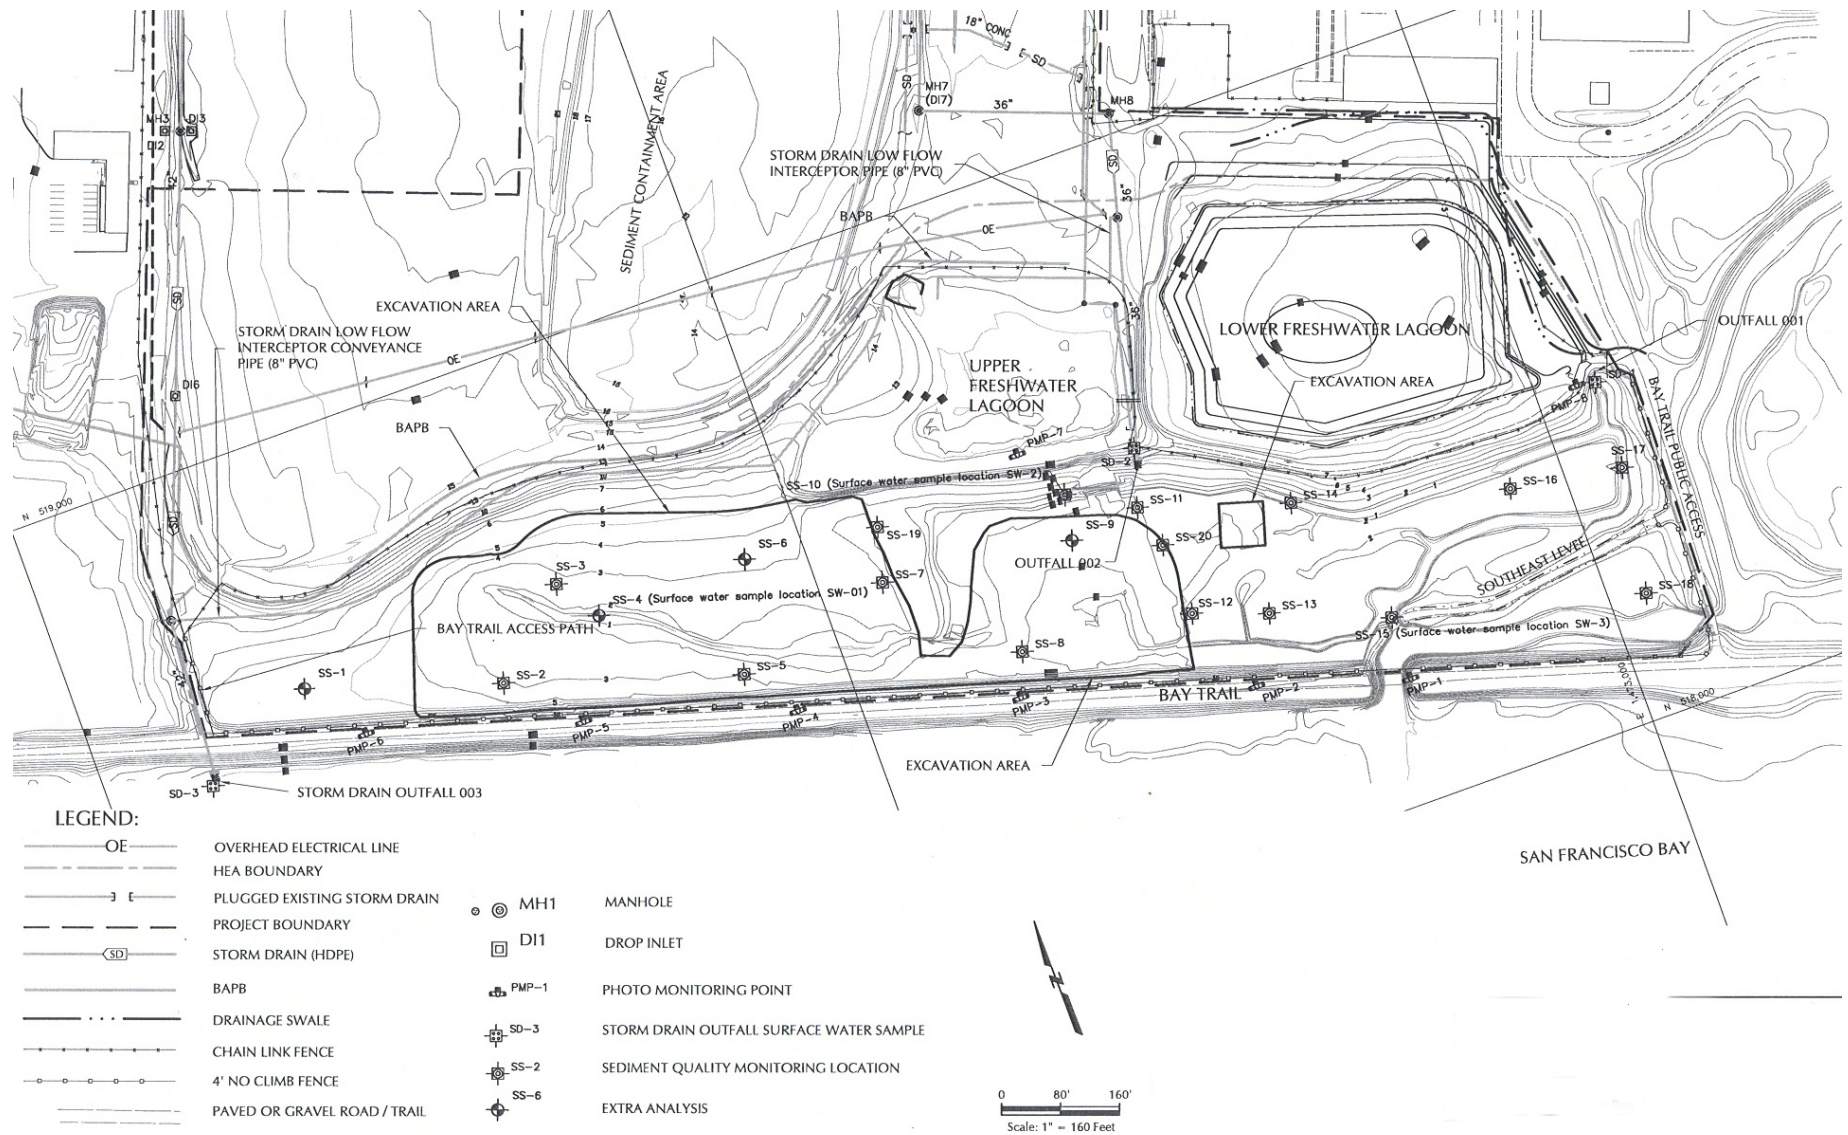 18" CONC
SD
SD
MH7
(DI7)
36"
MH8
MH3
DI3
DI2
SEDIMENT CONTAINMENT AREA
STORM DRAIN LOW FLOW
INTERCEPTOR PIPE (8" PVC)
SD
36"
BAPB
OE
EXCAVATION AREA
SD
STORM DRAIN LOW FLOW
INTERCEPTOR CONVEYANCE
PIPE (8" PVC)
OE
LOWER FRESHWATER LAGOON
OUTFALL 001
UPPER
FRESHWATER
LAGOON
EXCAVATION AREA
DI6
PMP-8
BAPB
PMP-7
BAY TRAIL PUBLIC ACCESS
SD-2
SS-17
SS-10 (Surface water sample location SW-2)
SS-16
SS-11
SS-14
N 519,000
SD
SS-9
SS-19
SS-20
SS-6
OUTFALL 002
SOUTHEAST LEVEE
SS-3
SS-7
SS-18
SS-4 (Surface water sample location SW-01)
SS-12
SS-13
BAY TRAIL ACCESS PATH
SS-15 (Surface water sample location SW-3)
SS-8
SS-1
SS-2
SS-5
BAY TRAIL
PMP-1
PMP-2
PMP-3
PMP-4
PMP-5
PMP-6
N 518,000
EXCAVATION AREA
SD-3
STORM DRAIN OUTFALL 003
SAN FRANCISCO BAY
LEGEND:
OE
OVERHEAD ELECTRICAL LINE
HEA BOUNDARY
PLUGGED EXISTING STORM DRAIN
PROJECT BOUNDARY
SD
STORM DRAIN (HDPE)
BAPB
DRAINAGE SWALE
CHAIN LINK FENCE
4' NO CLIMB FENCE
PAVED OR GRAVEL ROAD / TRAIL
MH1
MANHOLE
DI1
DROP INLET
PMP-1
PHOTO MONITORING POINT
SD-3
STORM DRAIN OUTFALL SURFACE WATER SAMPLE
SS-2
SEDIMENT QUALITY MONITORING LOCATION
SS-6
EXTRA ANALYSIS
0 80' 160'
Scale: 1" = 160 Feet